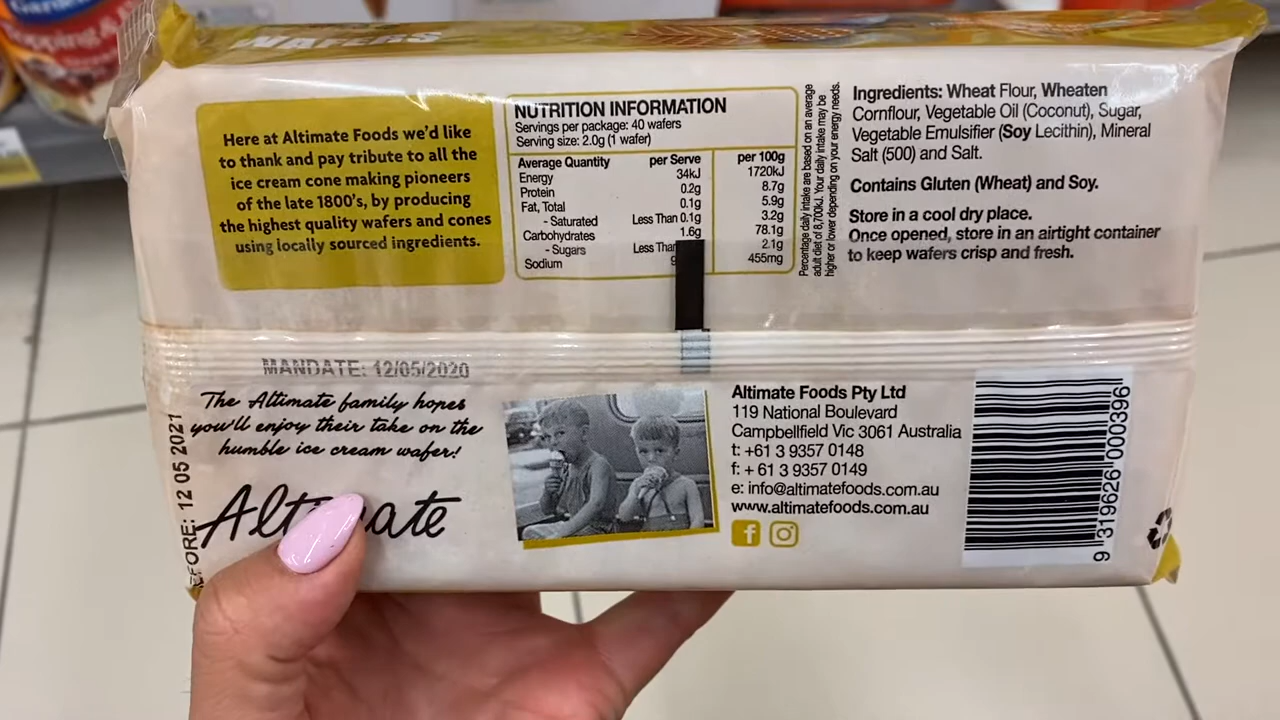 WAFERS
Here at Altimate Foods we'd like
to thank and pay tribute to all the
ice cream cone making pioneers
of the late 1800's, by producing
the highest quality wafers and cones
using locally sourced ingredients.
NUTRITION INFORMATION
Servings per package: 40 wafers
Serving size: 2.0g (1 wafer)
Average Quantity per Serve per 100g
Energy 34kJ 1720kJ
Protein 0.2g 8.7g
Fat, Total 0.1g 5.9g
- Saturated Less Than 0.1g 3.2g
Carbohydrates 1.6g 78.1g
- Sugars Less Than 2.1g
Sodium 455mg
Percentage daily intake are based on an average
adult diet of 8,700kJ. Your daily intake may be
higher or lower depending on your energy needs.
Ingredients: Wheat Flour, Wheaten
Cornflour, Vegetable Oil (Coconut), Sugar,
Vegetable Emulsifier (Soy Lecithin), Mineral
Salt (500) and Salt.
Contains Gluten (Wheat) and Soy.
Store in a cool dry place.
Once opened, store in an airtight container
to keep wafers crisp and fresh.
MANDATE: 12/05/2020
EFORE: 12 05 2021
The Altimate family hopes
you'll enjoy their take on the
humble ice cream wafer!
Altimate
Altimate Foods Pty Ltd
119 National Boulevard
Campbellfield Vic 3061 Australia
t: +61 3 9357 0148
f: + 61 3 9357 0149
e: info@altimatefoods.com.au
www.altimatefoods.com.au
9 319626 000396